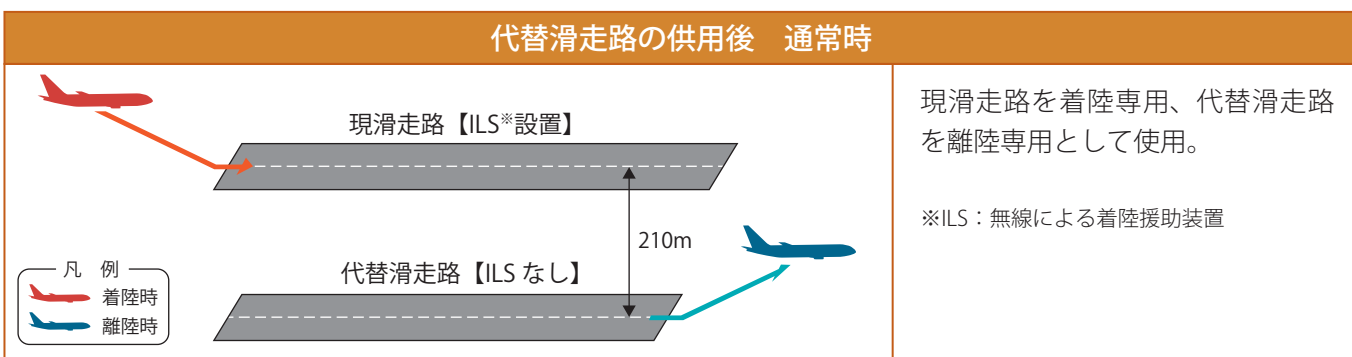 代替滑走路の供用後　通常時
現滑走路【ILS※設置】
210m
代替滑走路【ILS なし】
凡　例
着陸時
離陸時
現滑走路を着陸専用、代替滑走路
を離陸専用として使用。
※ILS：無線による着陸援助装置